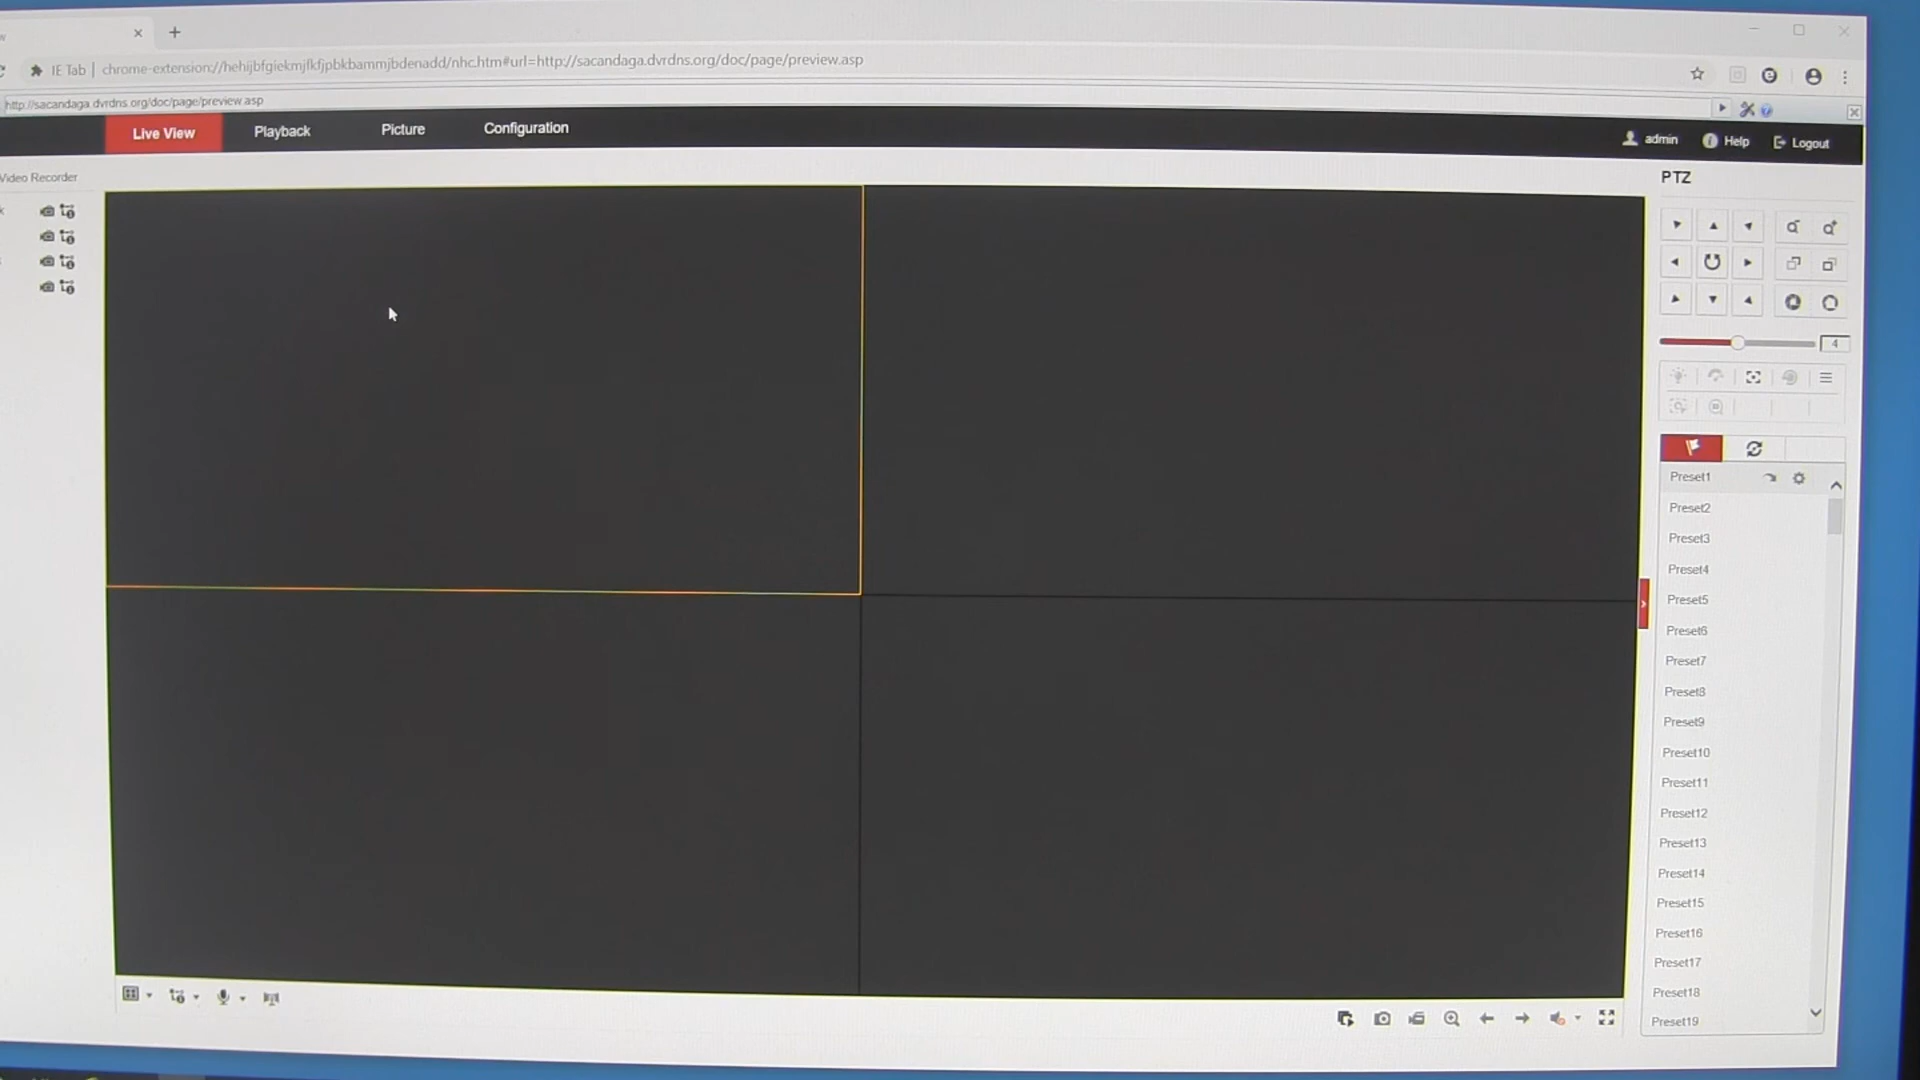 IE Tab | chrome-extension://hehijbfgiekmjfkfjpbkbammjbdenadd/nhc.htm#url=http://sacandaga.dvrdns.org/doc/page/preview.asp
http://sacandaga.dvrdns.org/doc/page/preview.asp
Live View Playback Picture Configuration admin Help Logout
Video Recorder
PTZ
4
Preset1
Preset2
Preset3
Preset4
Preset5
Preset6
Preset7
Preset8
Preset9
Preset10
Preset11
Preset12
Preset13
Preset14
Preset15
Preset16
Preset17
Preset18
Preset19